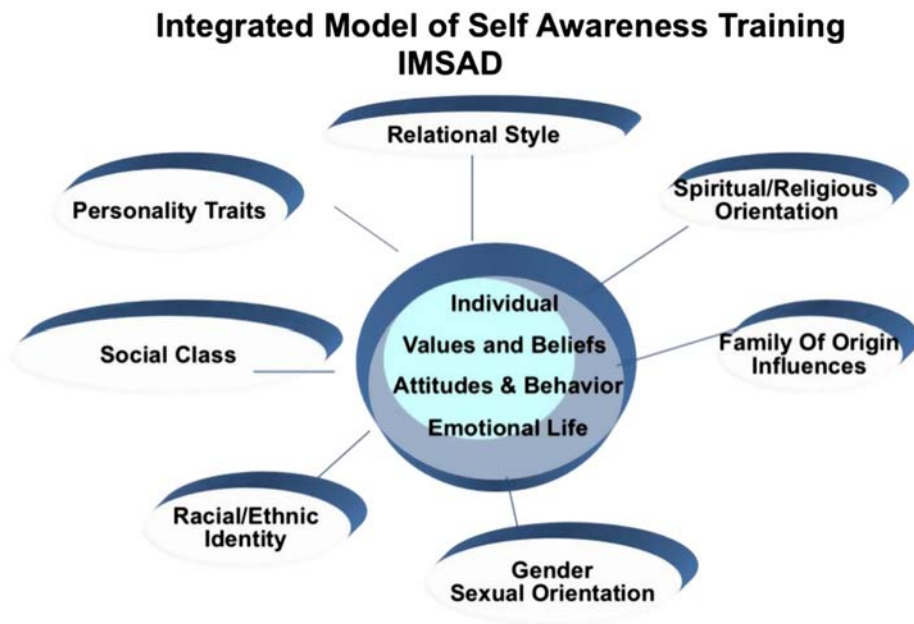 Integrated Model of Self Awareness Training
IMSAD
Relational Style
Personality Traits
Spiritual/Religious
Orientation
Individual
Values and Beliefs
Attitudes & Behavior
Emotional Life
Social Class
Family Of Origin
Influences
Racial/Ethnic
Identity
Gender
Sexual Orientation